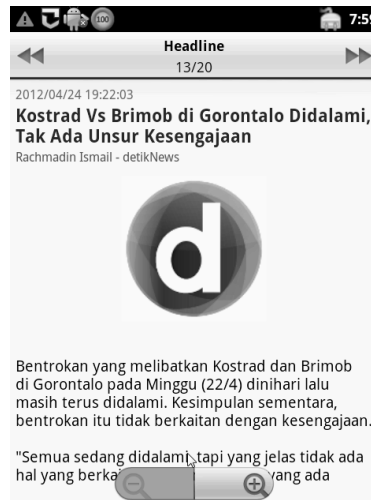 100
7:59
Headline
13/20
2012/04/24 19:22:03
Kostrad Vs Brimob di Gorontalo Didalami,
Tak Ada Unsur Kesengajaan
Rachmadin Ismail - detikNews
d
Bentrokan yang melibatkan Kostrad dan Brimob
di Gorontalo pada Minggu (22/4) dinihari lalu
masih terus didalami. Kesimpulan sementara,
bentrokan itu tidak berkaitan dengan kesengajaan.
"Semua sedang didalami, tapi yang jelas tidak ada
hal yang yang ada